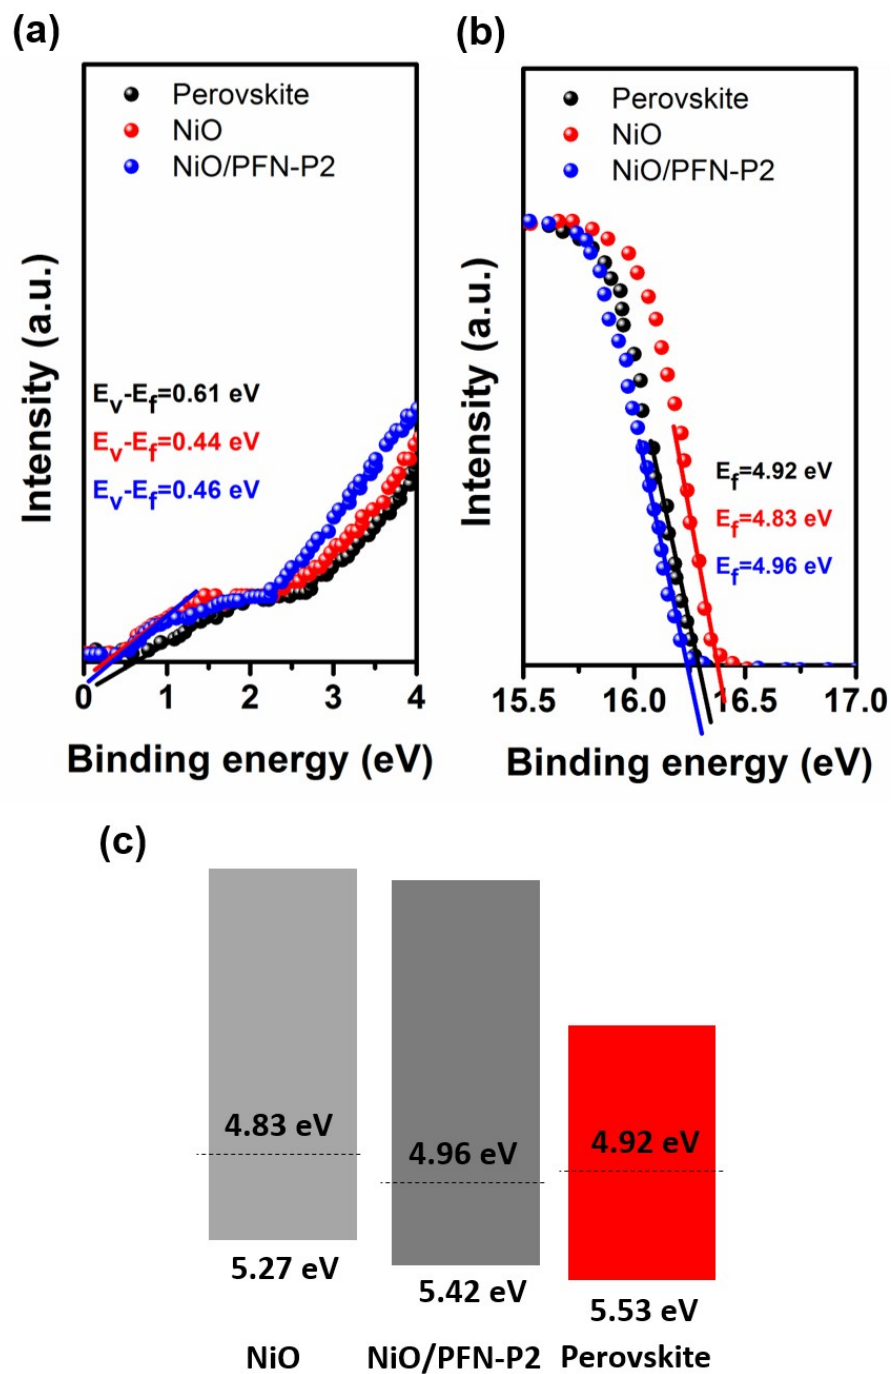 (a)
Perovskite
NiO
NiO/PFN-P2
Intensity (a.u.)
Ev-Ef=0.61 eV
Ev-Ef=0.44 eV
Ev-Ef=0.46 eV
0 1 2 3 4
Binding energy (eV)
(b)
Perovskite
NiO
NiO/PFN-P2
Intensity (a.u.)
Ef=4.92 eV
Ef=4.83 eV
Ef=4.96 eV
15.5 16.0 16.5 17.0
Binding energy (eV)
(c)
4.83 eV
4.96 eV
4.92 eV
5.27 eV
5.42 eV
5.53 eV
NiO
NiO/PFN-P2
Perovskite